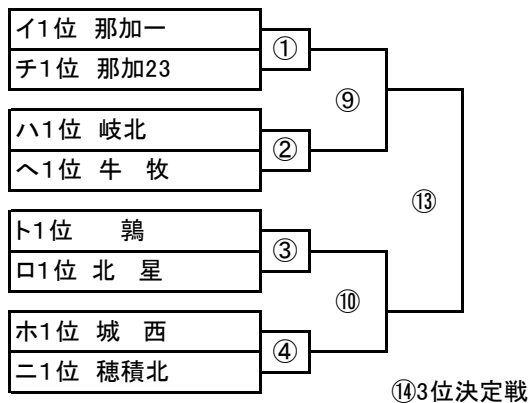 イ1位 那加一
①
チ1位 那加23
⑨
ハ1位 岐北
②
ヘ1位 牛 牧
⑬
ト1位 鶉
③
ロ1位 北 星
⑩
ホ1位 城 西
④
ニ1位 穂積北
⑭3位決定戦